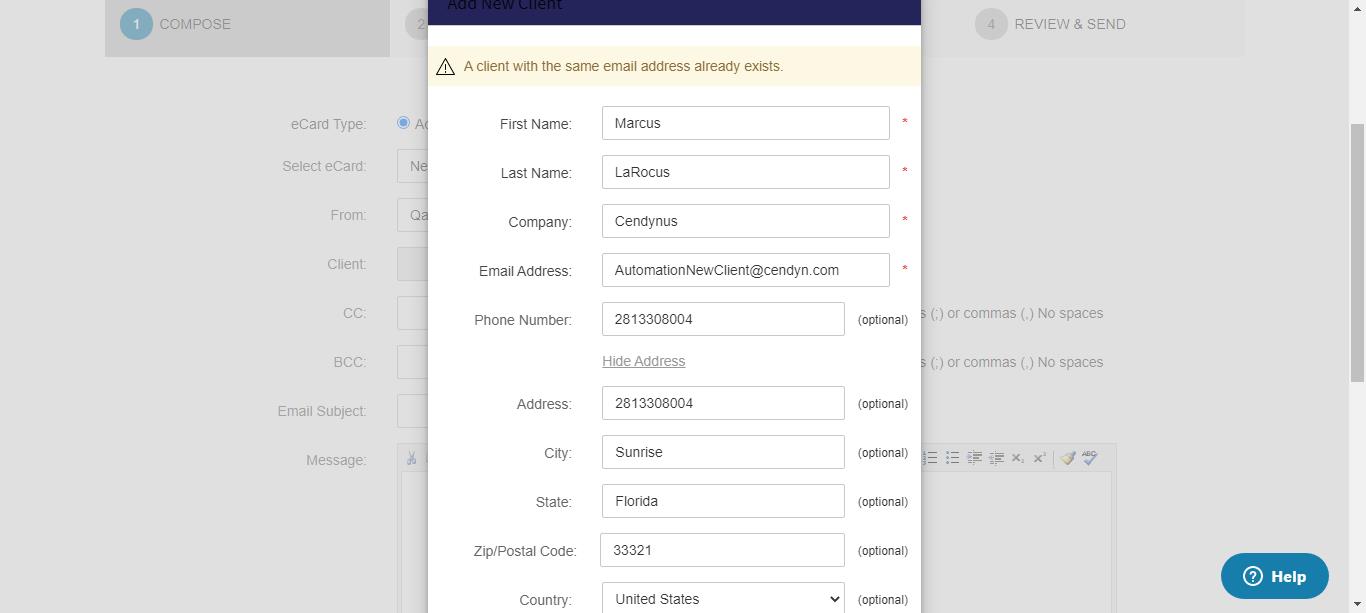 Add New Client
1 COMPOSE
2
4 REVIEW & SEND
A client with the same email address already exists.
eCard Type:
Select eCard: Ne
From: Qa
Client:
CC:
s (;) or commas (,) No spaces
BCC:
s (;) or commas (,) No spaces
Email Subject:
Message:
First Name: Marcus *
Last Name: LaRocus *
Company: Cendynus *
Email Address: AutomationNewClient@cendyn.com *
Phone Number: 2813308004 (optional)
Hide Address
Address: 2813308004 (optional)
City: Sunrise (optional)
State: Florida (optional)
Zip/Postal Code: 33321 (optional)
Country: United States (optional)
ABC
? Help